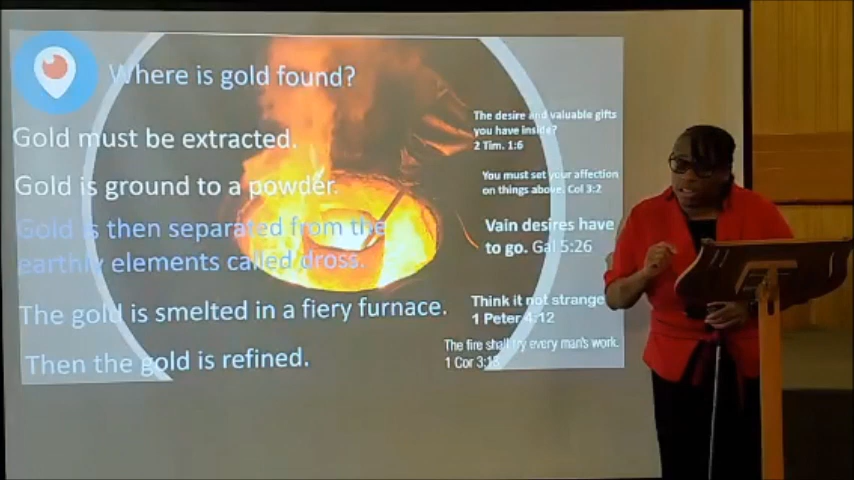 Where is gold found?
Gold must be extracted.
Gold is ground to a powder.
Gold is then separated from the
earthly elements called dross.
The gold is smelted in a fiery furnace.
Then the gold is refined.
The desire and valuable gifts
you have inside?
2 Tim. 1:6
You must set your affection
on things above. Col 3:2
Vain desires have
to go. Gal 5:26
Think it not strange
1 Peter 4:12
The fire shall try every man's work.
1 Cor 3:13